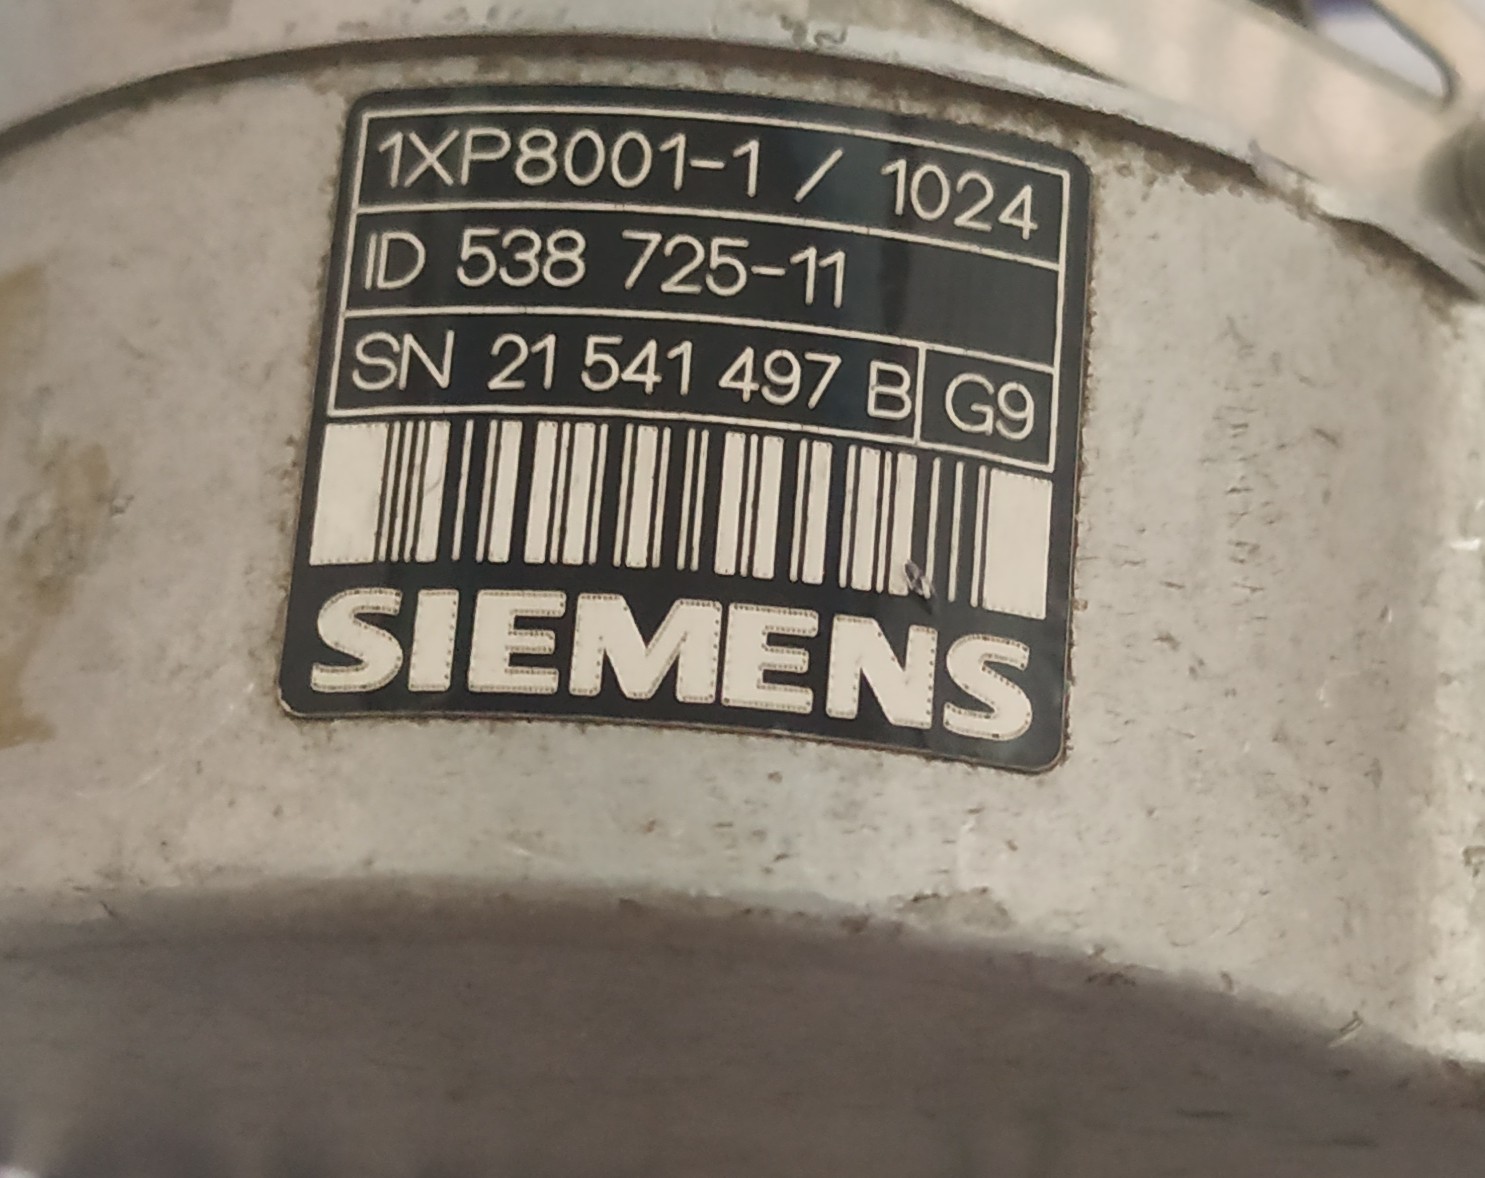 1XP8001-1 / 1024
ID 538 725-11
SN 21 541 497 B G9
SIEMENS